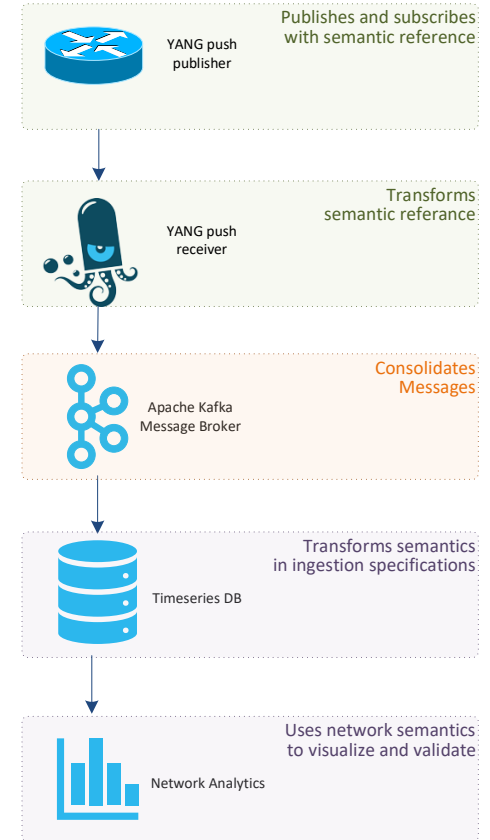 Publishes and subscribes
with semantic reference
YANG push
publisher
Transforms
semantic referance
YANG push
receiver
Consolidates
Messages
Apache Kafka
Message Broker
Transforms semantics
in ingestion specifications
Timeseries DB
Uses network semantics
to visualize and validate
Network Analytics